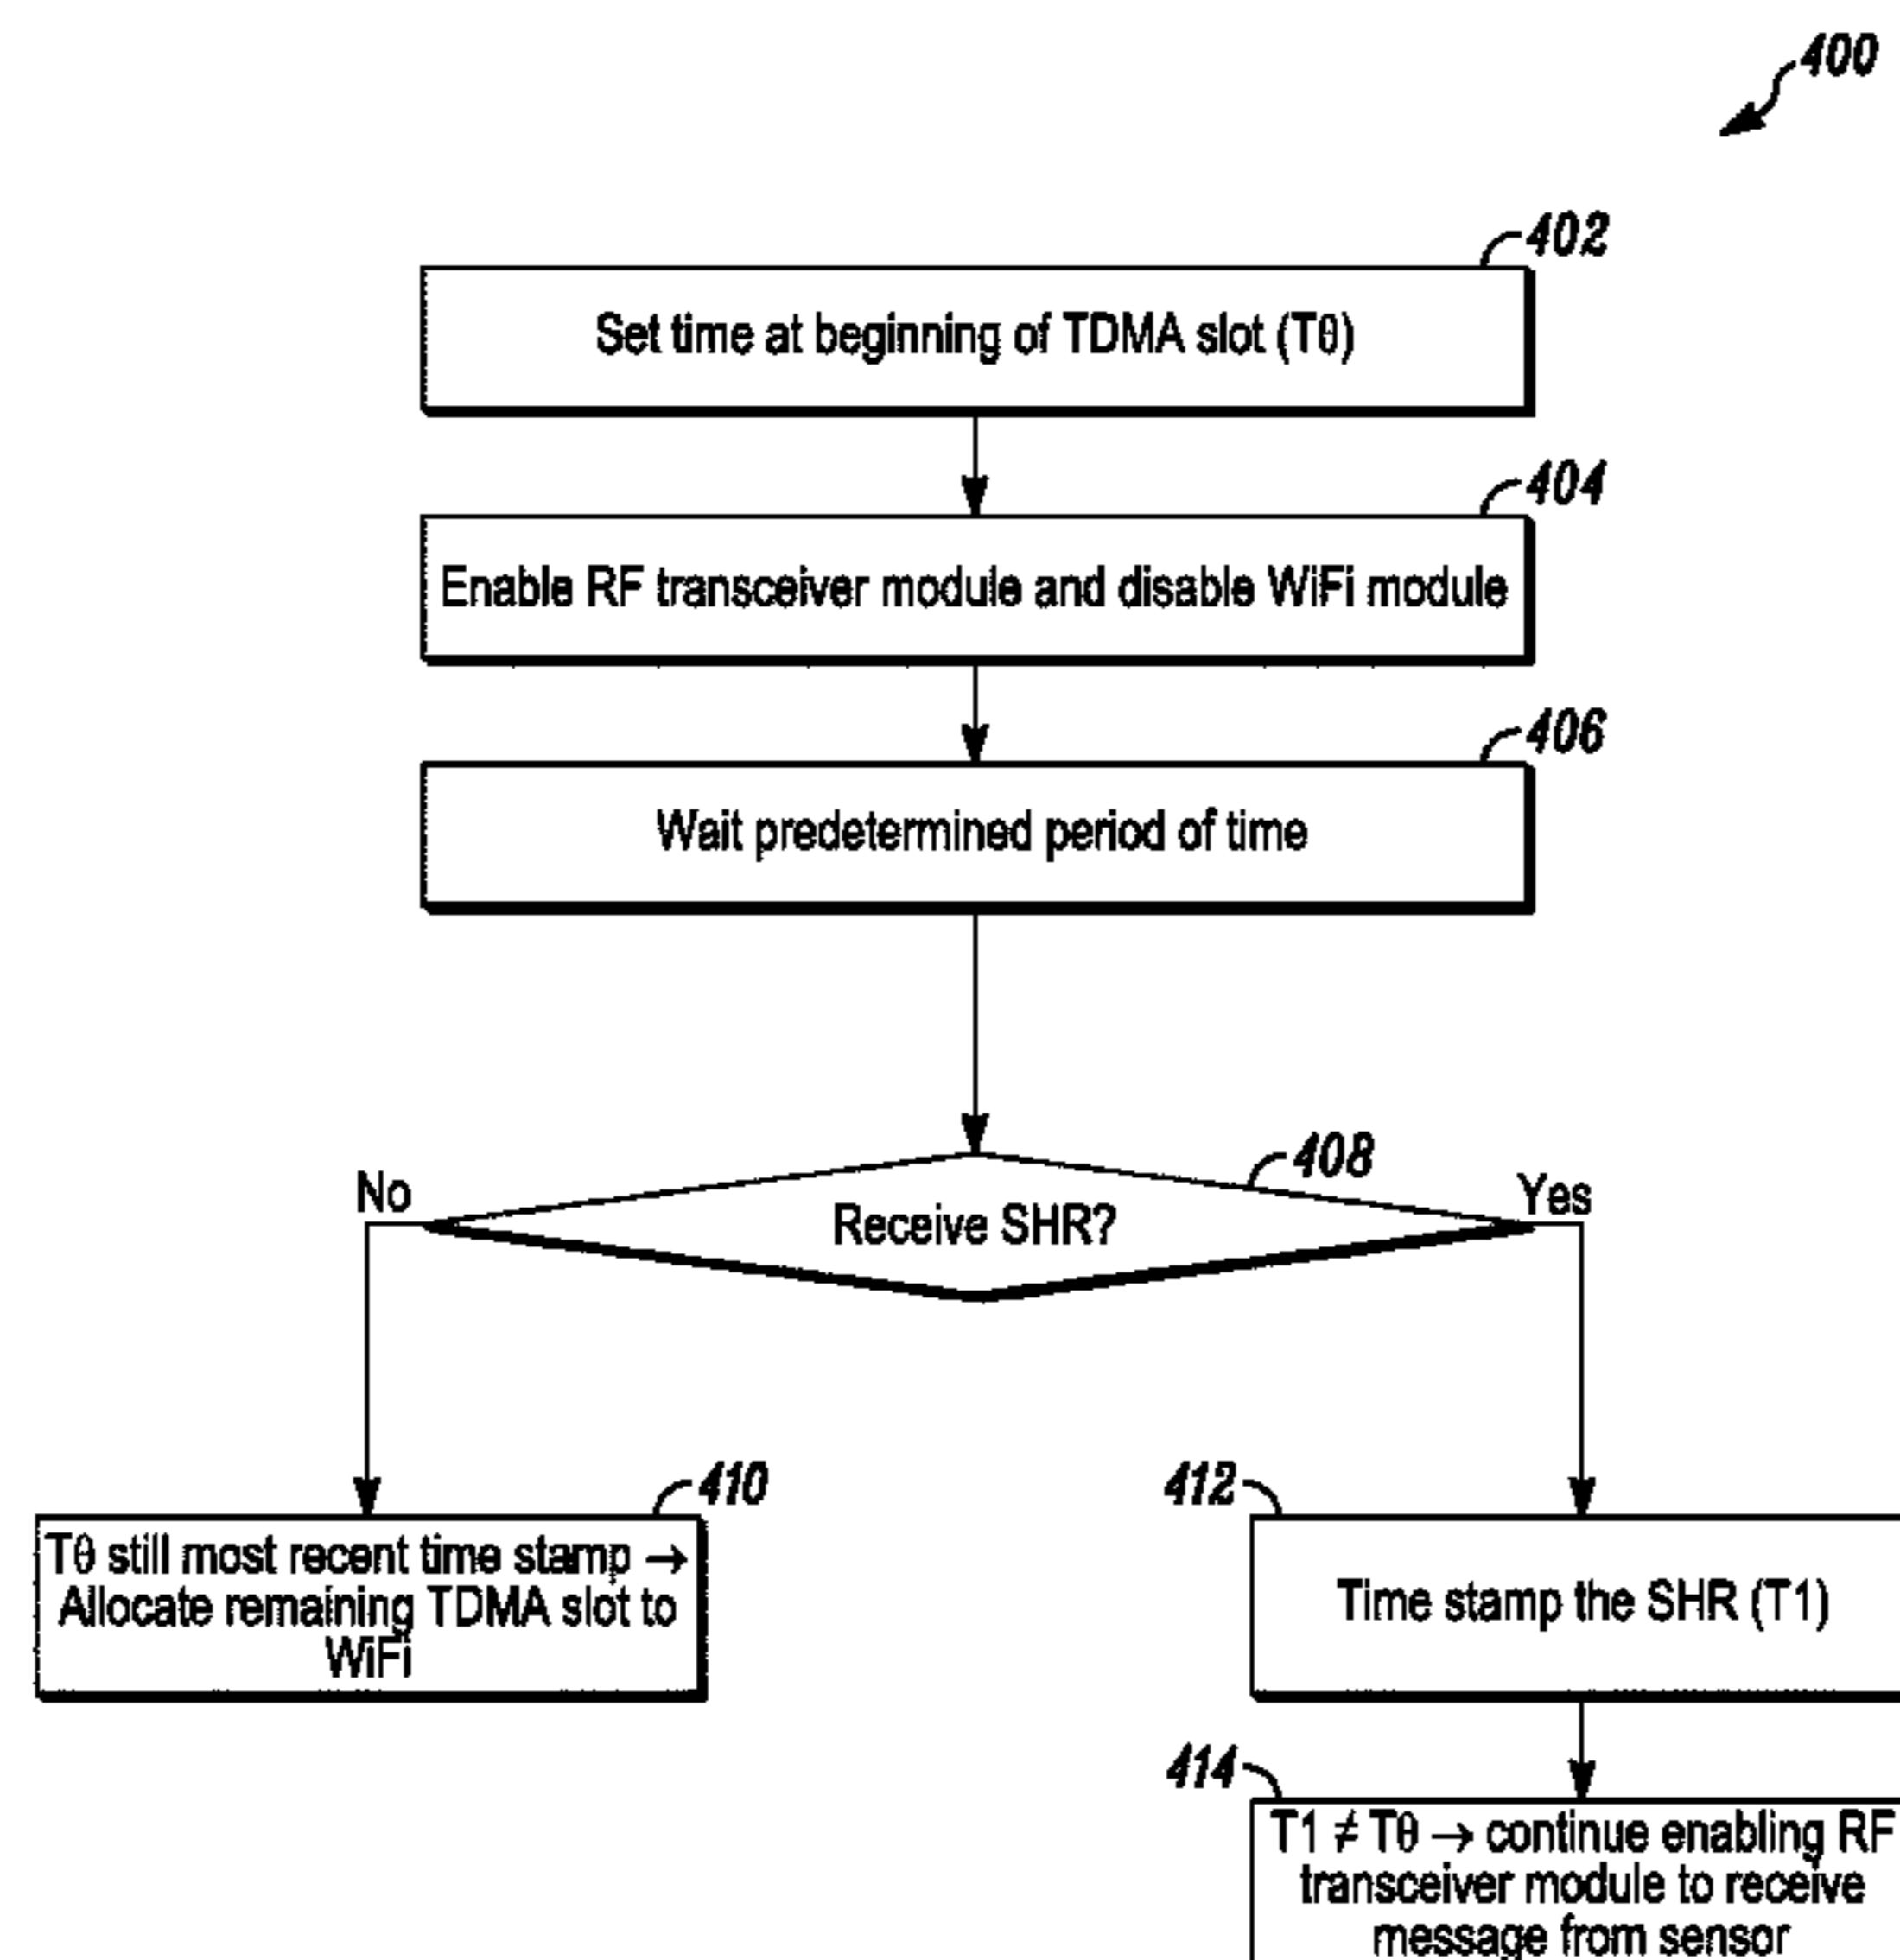 400
402
Set time at beginning of TDMA slot (Tθ)
404
Enable RF transceiver module and disable WiFi module
406
Wait predetermined period of time
408
No
Receive SHR?
Yes
410
Tθ still most recent time stamp →
Allocate remaining TDMA slot to
WiFi
412
Time stamp the SHR (T1)
414
T1 ≠ Tθ → continue enabling RF
transceiver module to receive
message from sensor